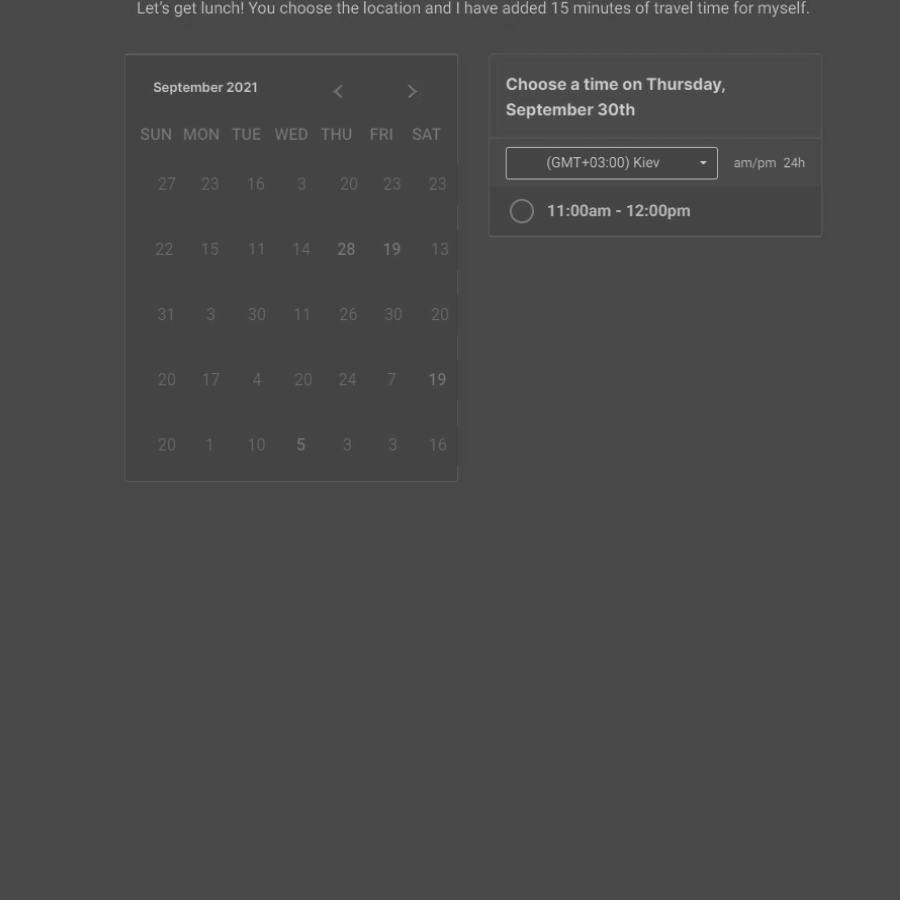 Let's get lunch! You choose the location and I have added 15 minutes of travel time for myself.
September 2021
SUN MON TUE WED THU FRI SAT
27 23 16 3 20 23 23
22 15 11 14 28 19 13
31 3 30 11 26 30 20
20 17 4 20 24 7 19
20 1 10 5 3 3 16
Choose a time on Thursday,
September 30th
(GMT+03:00) Kiev am/pm 24h
11:00am - 12:00pm